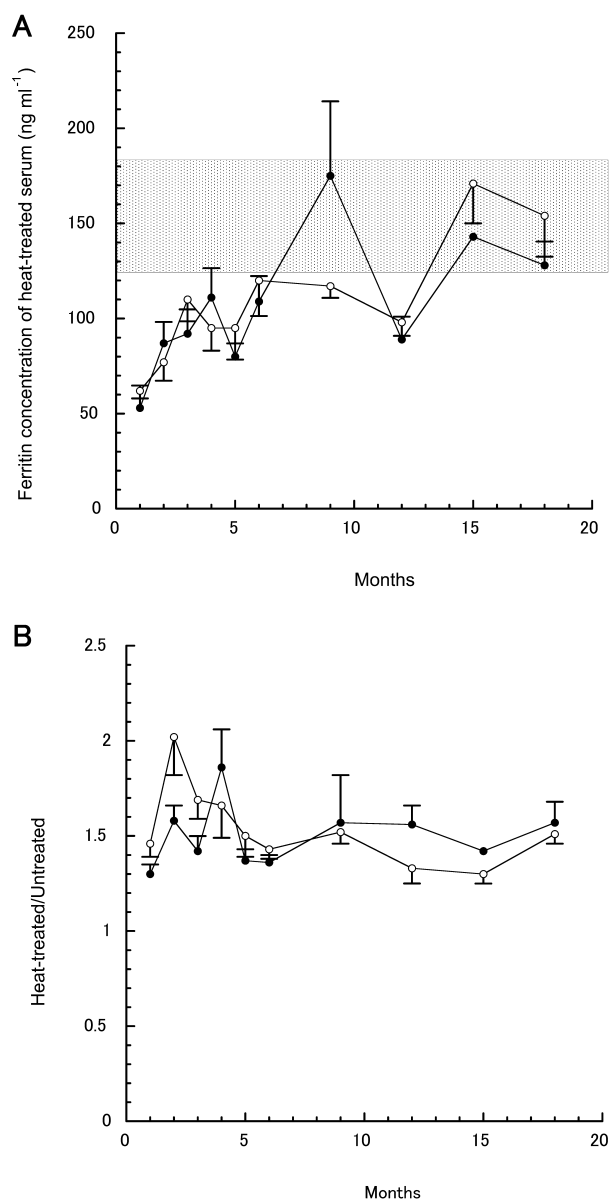 A
250
200
150
100
50
0
Ferritin concentration of heat-treated serum (ng ml⁻¹)
0 5 10 15 20
Months
B
2.5
2
1.5
1
0.5
0
Heat-treated/Untreated
0 5 10 15 20
Months